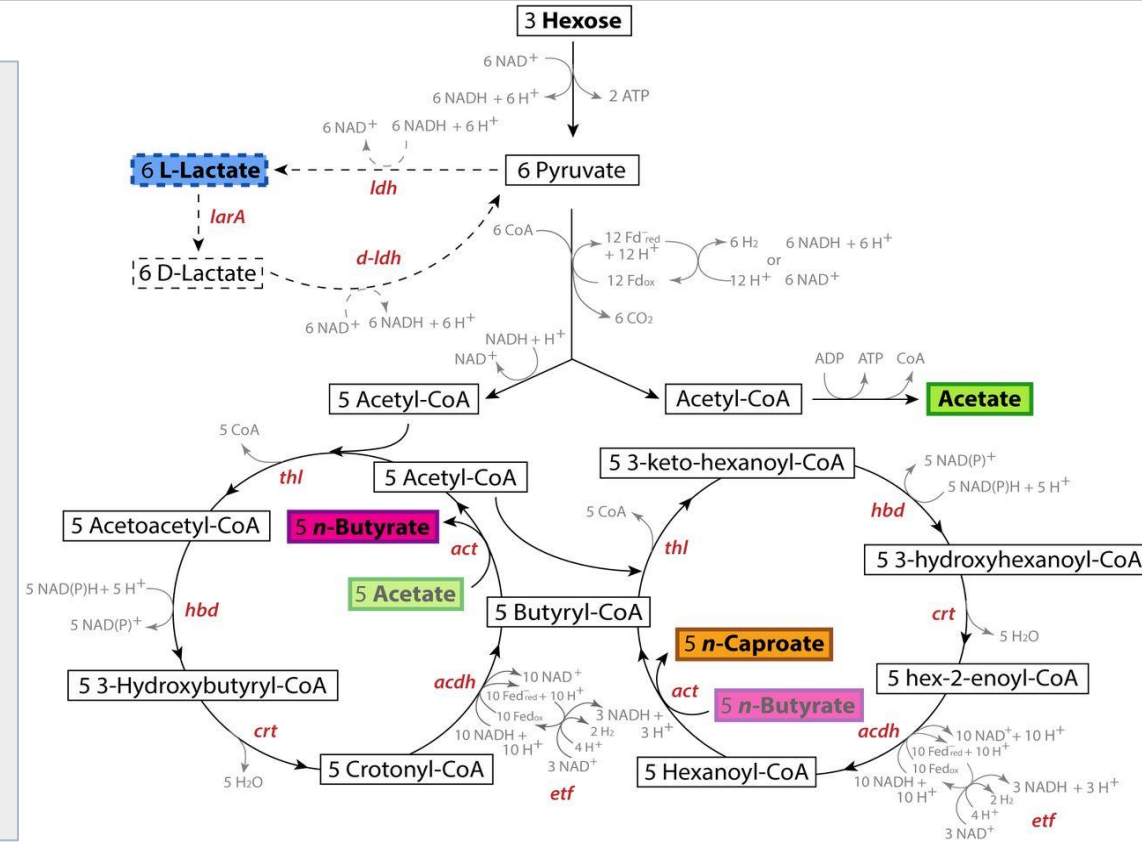 3 Hexose
6 NAD⁺
6 NADH + 6 H⁺
2 ATP
6 NAD⁺
6 NADH + 6 H⁺
6 L-Lactate
ldh
6 Pyruvate
larA
6 D-Lactate
d-ldh
6 NAD⁺
6 NADH + 6 H⁺
6 CoA
12 Fd⁻red
+ 12 H⁺
12 Fdox
6 H₂
or
6 NADH + 6 H⁺
12 H⁺
6 NAD⁺
6 CO₂
NADH + H⁺
NAD⁺
5 Acetyl-CoA
Acetyl-CoA
ADP
ATP
CoA
Acetate
5 CoA
thl
5 Acetyl-CoA
5 Acetoacetyl-CoA
5 n-Butyrate
act
5 Acetate
5 NAD(P)H + 5 H⁺
5 NAD(P)⁺
hbd
5 3-Hydroxybutyryl-CoA
crt
5 H₂O
5 Crotonyl-CoA
acdh
10 NAD⁺
10 Fed⁻red + 10 H⁺
10 Fedox
10 NADH +
10 H⁺
3 NADH +
3 H⁺
2 H₂
4 H⁺
3 NAD⁺
etf
5 Butyryl-CoA
5 CoA
thl
5 3-keto-hexanoyl-CoA
5 NAD(P)⁺
5 NAD(P)H + 5 H⁺
hbd
5 3-hydroxyhexanoyl-CoA
crt
5 H₂O
5 hex-2-enoyl-CoA
acdh
10 NAD⁺ + 10 H⁺
10 Fed⁻red + 10 H⁺
10 Fedox
10 NADH +
10 H⁺
3 NADH + 3 H⁺
2 H₂
4 H⁺
3 NAD⁺
etf
5 Hexanoyl-CoA
act
5 n-Caproate
5 n-Butyrate